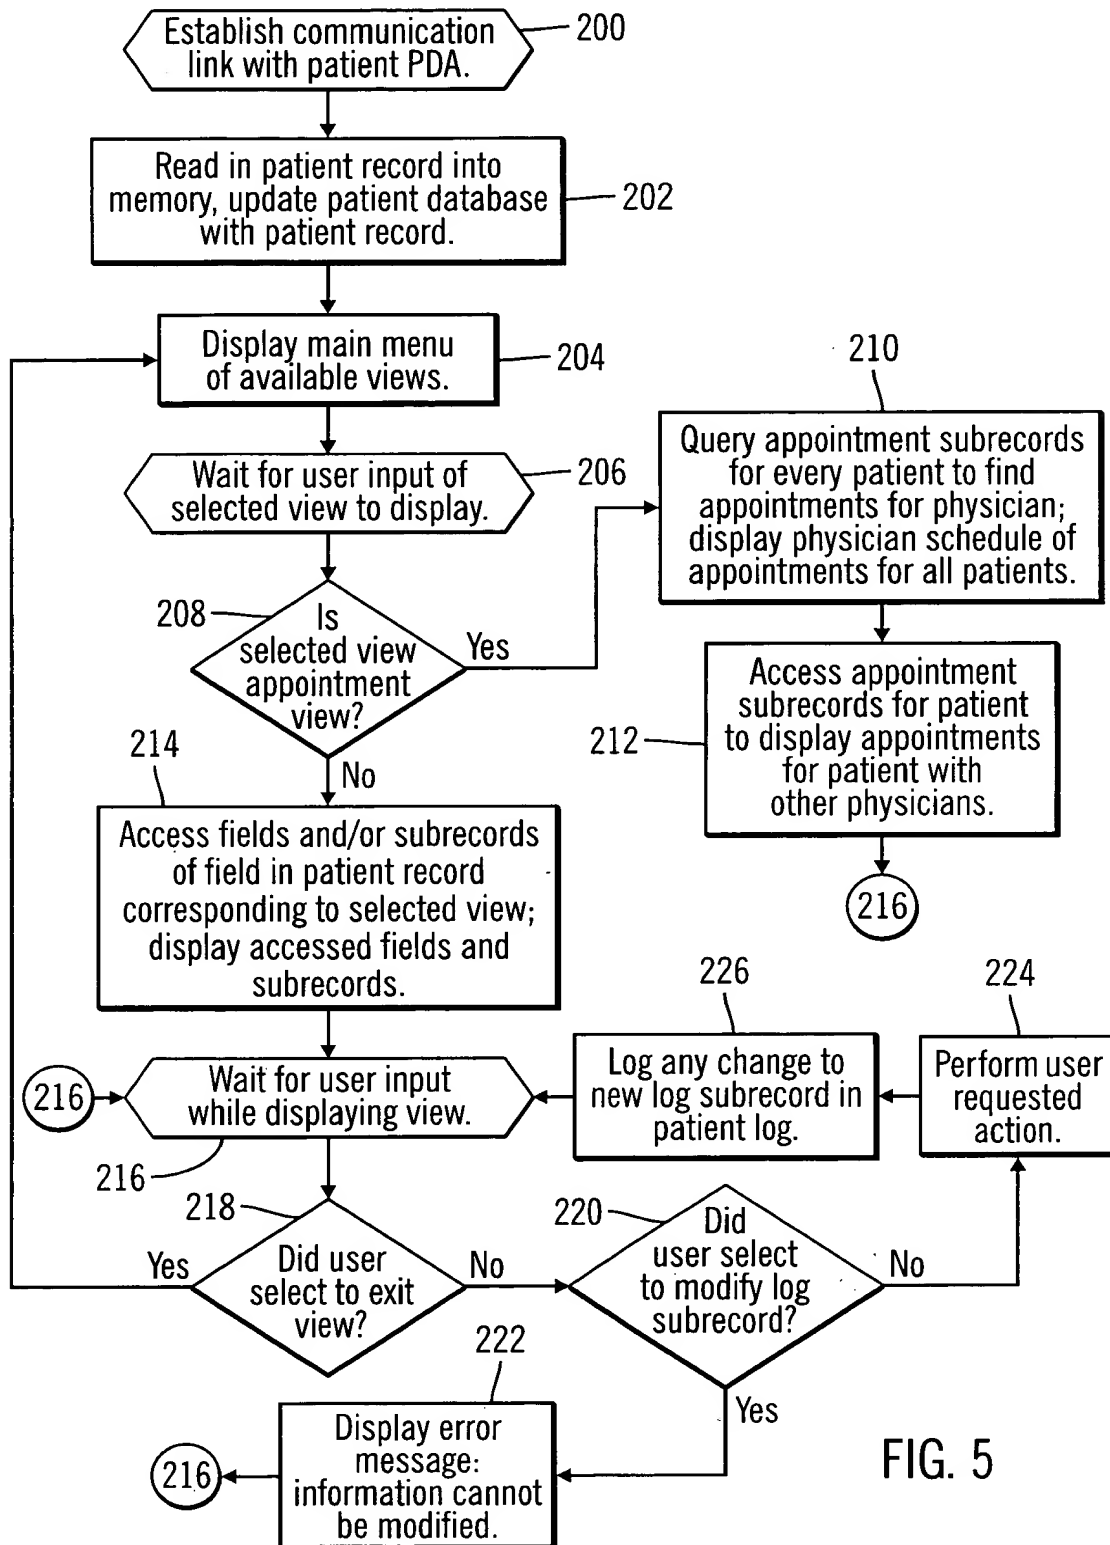 Establish communication
link with patient PDA.
200
Read in patient record into
memory, update patient database
with patient record.
202
Display main menu
of available views.
204
Wait for user input of
selected view to display.
206
208
Is
selected view
appointment
view?
Yes
No
210
Query appointment subrecords
for every patient to find
appointments for physician;
display physician schedule of
appointments for all patients.
212
Access appointment
subrecords for patient
to display appointments
for patient with
other physicians.
216
214
Access fields and/or subrecords
of field in patient record
corresponding to selected view;
display accessed fields and
subrecords.
216
Wait for user input
while displaying view.
216
226
Log any change to
new log subrecord in
patient log.
224
Perform user
requested
action.
218
Did user
select to exit
view?
Yes
No
220
Did
user select
to modify log
subrecord?
No
Yes
222
Display error
message:
information cannot
be modified.
216
FIG. 5